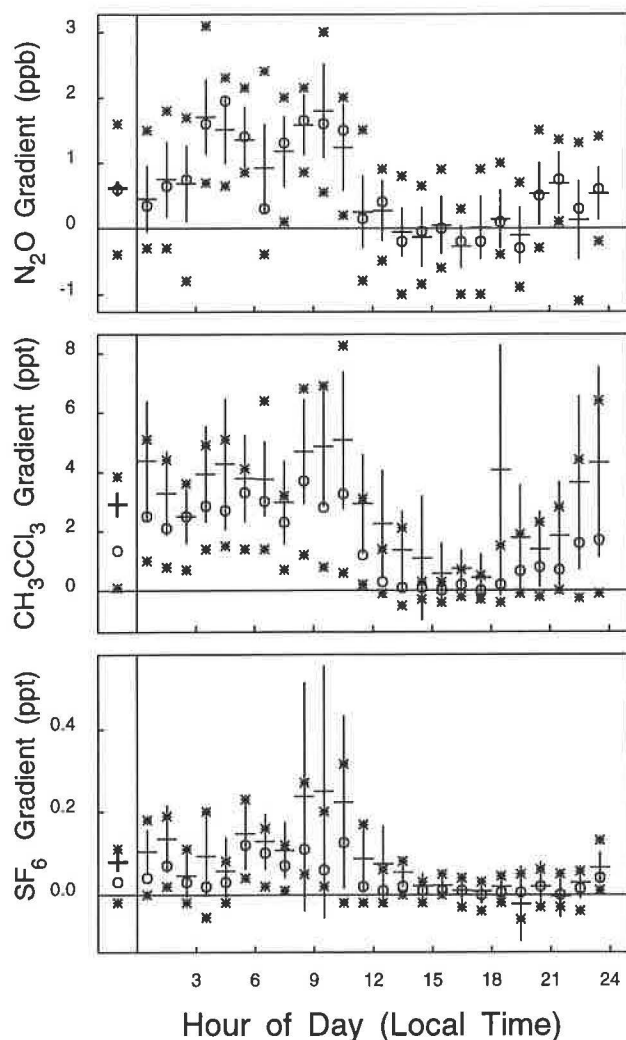 N2O Gradient (ppb)
3
2
1
0
-1
CH3CCl3 Gradient (ppt)
8
6
4
2
0
SF6 Gradient (ppt)
0.4
0.2
0.0
3 6 9 12 15 18 21 24
Hour of Day (Local Time)